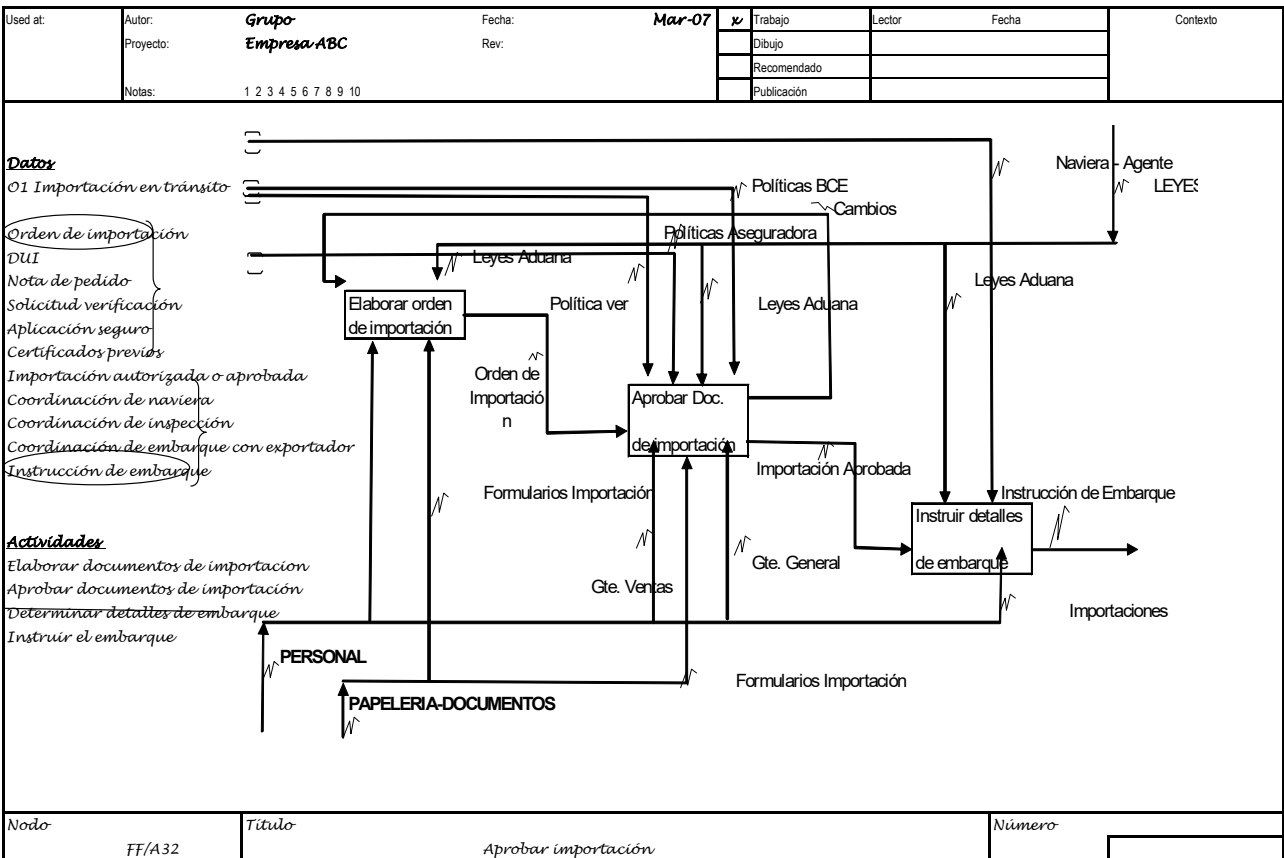 Used at:
Autor:
Grupo
Fecha:
Mar-07
x
Trabajo
Lector
Fecha
Contexto
Proyecto:
Empresa ABC
Rev:
Dibujo
Recomendado
Notas:
1 2 3 4 5 6 7 8 9 10
Publicación
Datos
O1 Importación en tránsito
Orden de importación
DUI
Nota de pedido
Solicitud verificación
Aplicación seguro
Certificados previos
Importación autorizada o aprobada
Coordinación de naviera
Coordinación de inspección
Coordinación de embarque con exportador
Instrucción de embarque
Actividades
Elaborar documentos de importacion
Aprobar documentos de importación
Determinar detalles de embarque
Instruir el embarque
Naviera - Agente
LEYES
Políticas BCE
Cambios
Políticas Aseguradora
Leyes Aduana
Leyes Aduana
Elaborar orden
de importación
Política ver
Leyes Aduana
Orden de
Importació
n
Aprobar Doc.
de importación
Importación Aprobada
Formularios Importación
Instrucción de Embarque
Instruir detalles
de embarque
Gte. General
Gte. Ventas
Importaciones
PERSONAL
Formularios Importación
PAPELERIA-DOCUMENTOS
Nodo
FF/A32
Título
Aprobar importación
Número